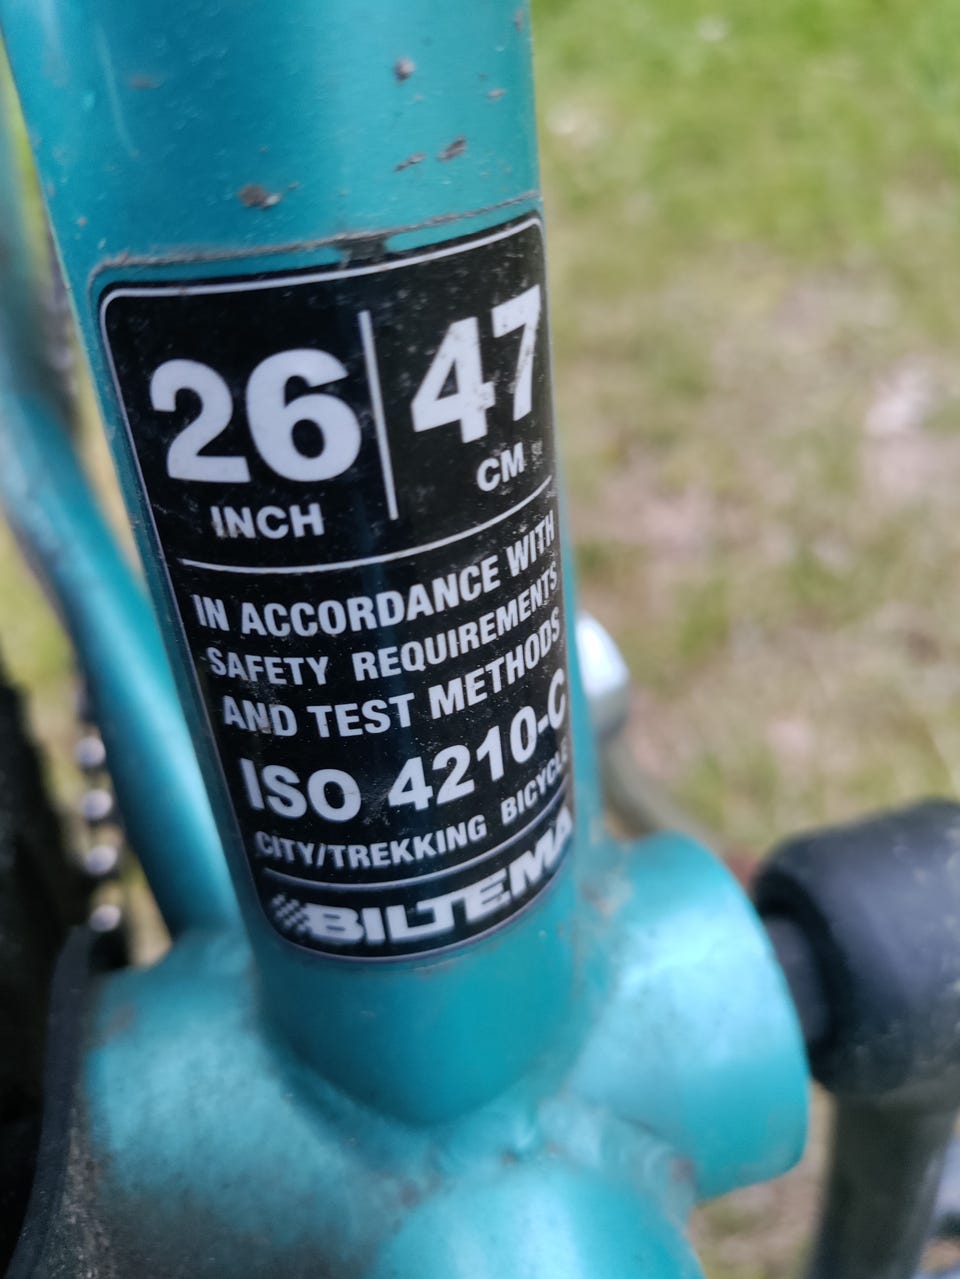 26 47
INCH CM
IN ACCORDANCE WITH
SAFETY REQUIREMENTS
AND TEST METHODS
ISO 4210-C
CITY/TREKKING BICYCLE
BILTEMA